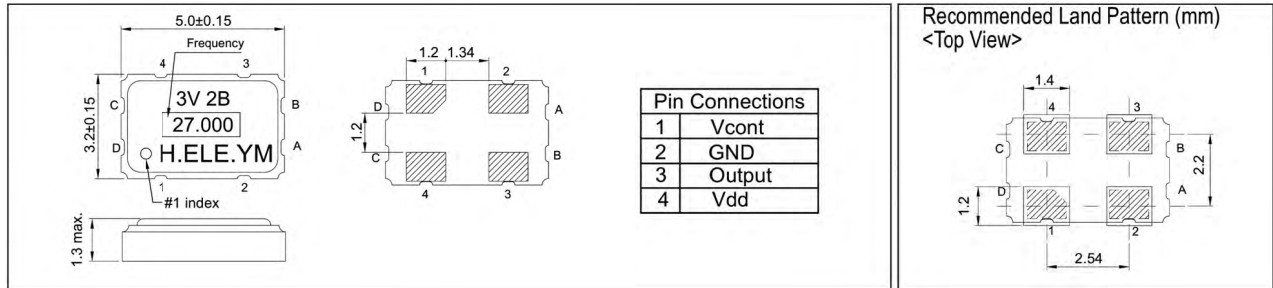 5.0±0.15
Frequency
4 3
3V 2B
27.000
H.ELE.YM
C B
D A
1 2
#1 index
3.2±0.15
1.3 max.
1.2 1.34
1 2
D A
1.2
C B
4 3
Pin Connections
1 Vcont
2 GND
3 Output
4 Vdd
Recommended Land Pattern (mm)
<Top View>
1.4
4 3
C B
2.2
D A
1.2
1 2
2.54